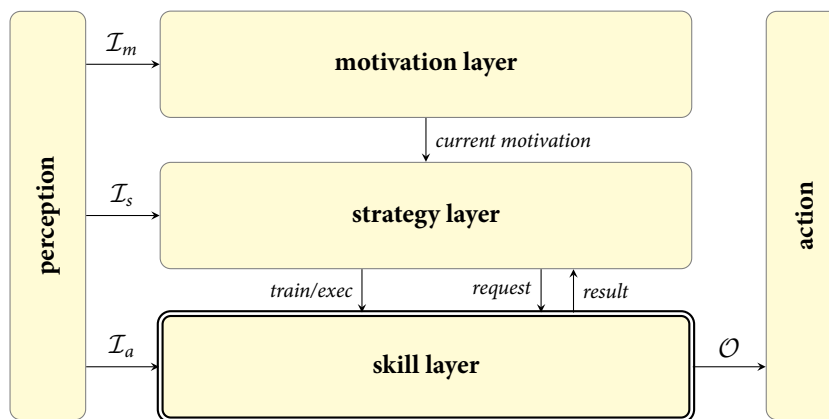 ℐm
motivation layer
current motivation
perception
ℐs
strategy layer
action
train/exec
request
result
ℐa
skill layer
𝒪